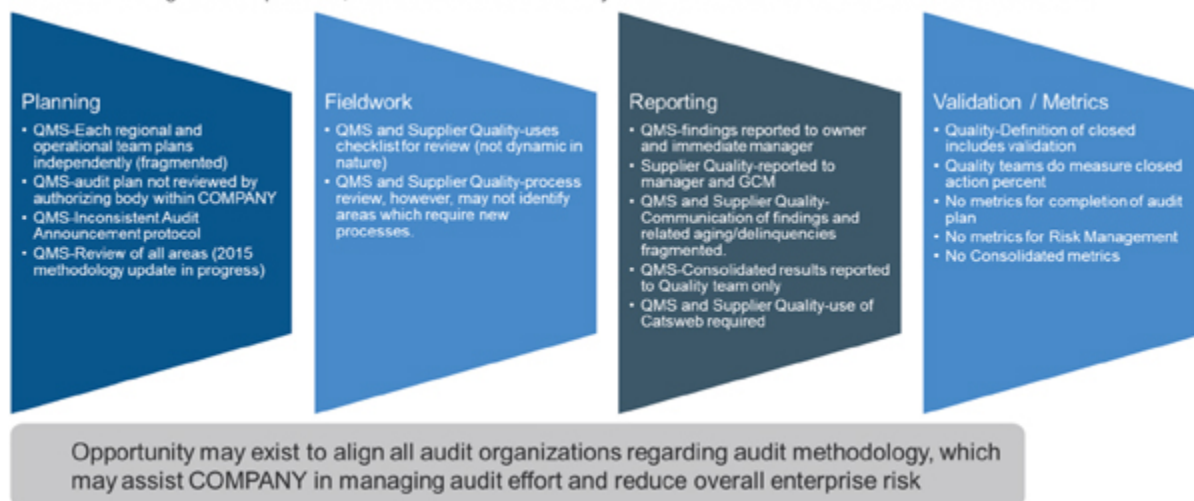 Planning
• QMS-Each regional and
operational team plans
independently (fragmented)
• QMS-audit plan not reviewed by
authorizing body within COMPANY
• QMS-Inconsistent Audit
Announcement protocol
• QMS-Review of all areas (2015
methodology update in progress)
Fieldwork
• QMS and Supplier Quality-uses
checklist for review (not dynamic in
nature)
• QMS and Supplier Quality-process
review, however, may not identify
areas which require new
processes.
Reporting
• QMS-findings reported to owner
and immediate manager
• Supplier Quality-reported to
manager and GCM
• QMS and Supplier Quality-
Communication of findings and
related aging/delinquencies
fragmented.
• QMS-Consolidated results reported
to Quality team only
• QMS and Supplier Quality-use of
Catsweb required
Validation / Metrics
• Quality-Definition of closed
includes validation
• Quality teams do measure closed
action percent
• No metrics for completion of audit
plan
• No metrics for Risk Management
• No Consolidated metrics
Opportunity may exist to align all audit organizations regarding audit methodology, which
may assist COMPANY in managing audit effort and reduce overall enterprise risk